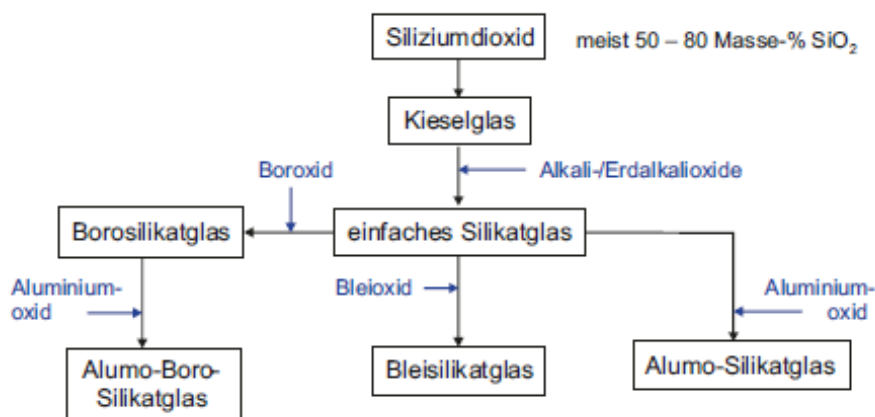 Siliziumdioxid
meist 50 – 80 Masse-% SiO₂
Kieselglas
Boroxid
Alkali-/Erdalkalioxide
Borosilikatglas
einfaches Silikatglas
Aluminium-
oxid
Bleioxid
Aluminium-
oxid
Alumo-Boro-
Silikatglas
Bleisilikatglas
Alumo-Silikatglas